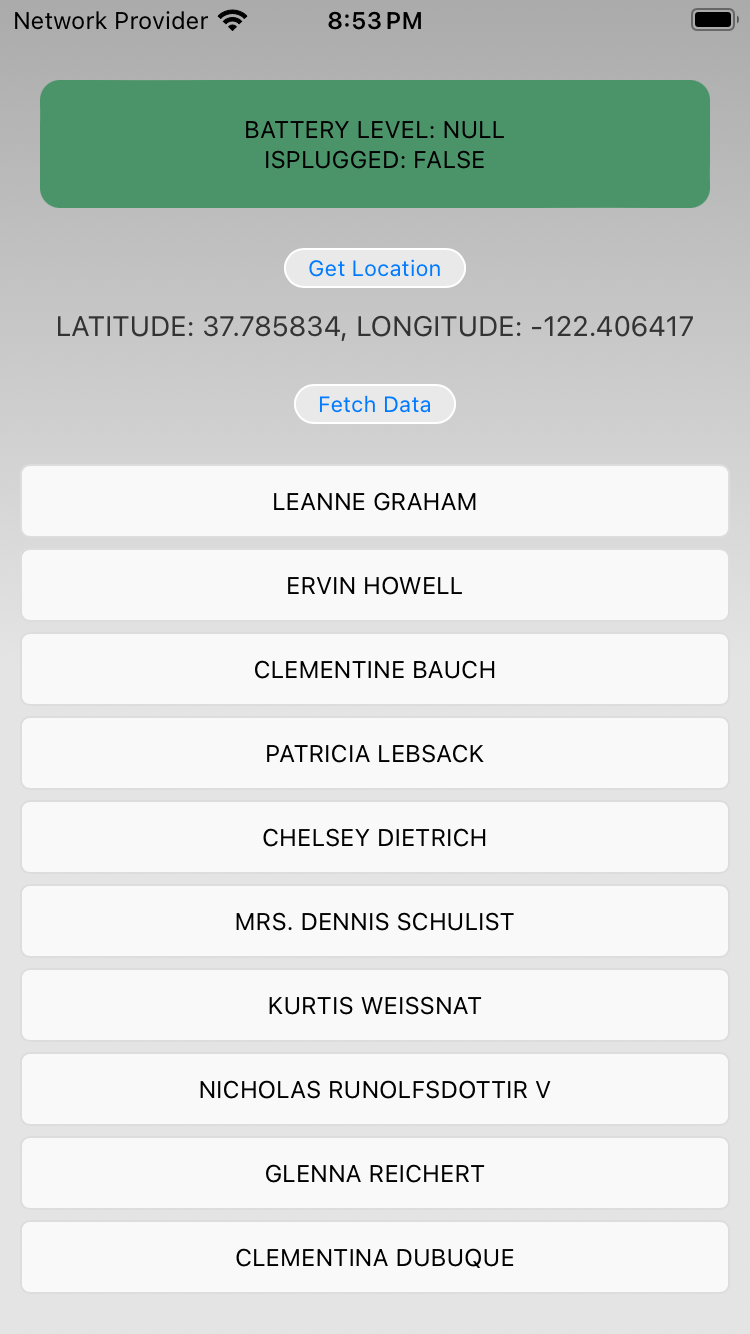 Network Provider 8:53 PM
BATTERY LEVEL: NULL
ISPLUGGED: FALSE
Get Location
LATITUDE: 37.785834, LONGITUDE: -122.406417
Fetch Data
LEANNE GRAHAM
ERVIN HOWELL
CLEMENTINE BAUCH
PATRICIA LEBSACK
CHELSEY DIETRICH
MRS. DENNIS SCHULIST
KURTIS WEISSNAT
NICHOLAS RUNOLFSDOTTIR V
GLENNA REICHERT
CLEMENTINA DUBUQUE